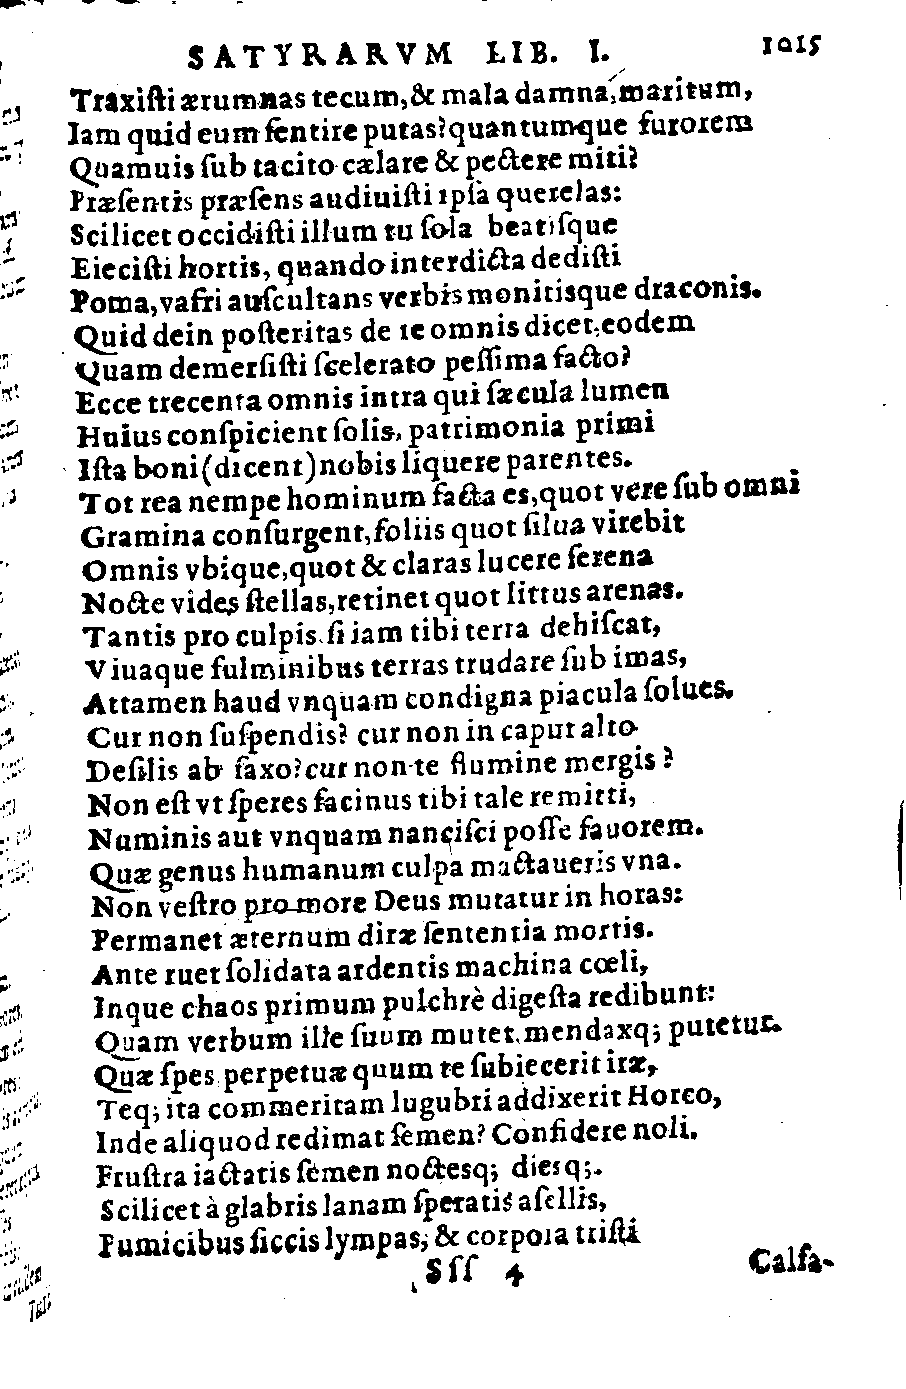 SATYRARVM LIB. I. 1015
Traxiſti ærumnas tecum, & mala damna, maritum,
Iam quid eum ſentire putas? quantumque furorem
Quamuis ſub tacito cælare & pectere miti?
Præſentis præſens audiuiſti ipſa querelas:
Scilicet occidiſti illum tu ſola beatiſque
Eieciſti hortis, quando interdicta dediſti
Poma, vafri auſcultans verbis monitisque draconis.
Quid dein poſteritas de te omnis dicet, eodem
Quam demerſiſti ſcelerato peſſima facto?
Ecce trecenta omnis intra qui ſæcula lumen
Huius conſpicient ſolis, patrimonia primi
Iſta boni (dicent) nobis liquere parentes.
Tot rea nempe hominum facta es, quot vere ſub omni
Gramina conſurgent, foliis quot ſilua virebit
Omnis vbique, quot & claras lucere ſerena
Nocte vides ſtellas, retinet quot littus arenas.
Tantis pro culpis ſi iam tibi terra dehiſcat,
Viuaque fulminibus terras trudare ſub imas,
Attamen haud vnquam condigna piacula ſolues.
Cur non ſuſpendis? cur non in caput alto
Deſilis ab ſaxo? cur non te flumine mergis?
Non eſt vt ſperes facinus tibi tale remitti,
Numinis aut vnquam nanciſci poſſe fauorem.
Quæ genus humanum culpa mactaueris vna.
Non veſtro pro more Deus mutatur in horas:
Permanet æternum diræ ſententia mortis.
Ante ruet ſolidata ardentis machina cœli,
Inque chaos primum pulchrè digeſta redibunt:
Quam verbum ille ſuum mutet, mendaxq; putetur.
Quæ ſpes perpetuæ quum te ſubiecerit iræ,
Teq; ita commeritam lugubri addixerit Horco,
Inde aliquod redimat ſemen? Confidere noli.
Fruſtra iactatis ſemen noctesq; diesq;.
Scilicet à glabris lanam ſperatis aſellis,
Pumicibus ſiccis lympas, & corpora triſti
Sſſ 4 Calfa-